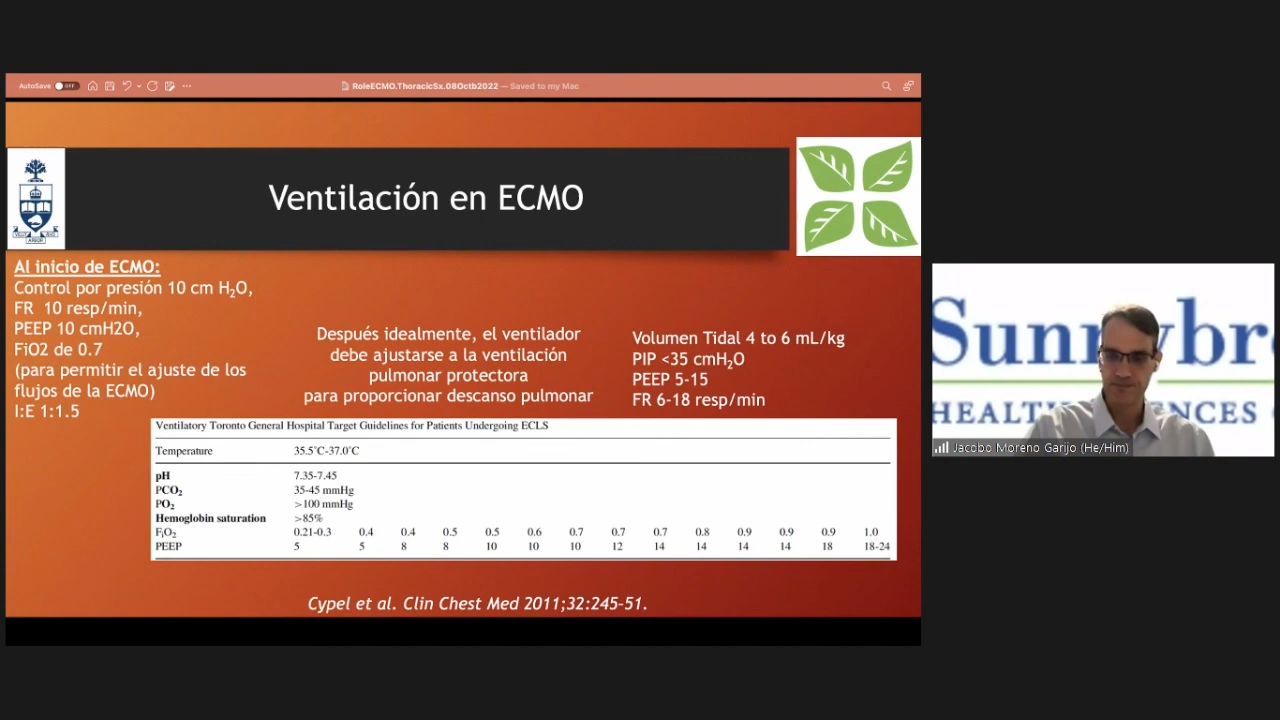 AutoSave OFF
RoleECMO.ThoracicSx.08Octb2022 — Saved to my Mac
Ventilación en ECMO
Al inicio de ECMO:
Control por presión 10 cm H₂O,
FR 10 resp/min,
PEEP 10 cmH2O,
FiO2 de 0.7
(para permitir el ajuste de los
flujos de la ECMO)
I:E 1:1.5
Después idealmente, el ventilador
debe ajustarse a la ventilación
pulmonar protectora
para proporcionar descanso pulmonar
Volumen Tidal 4 to 6 mL/kg
PIP <35 cmH₂O
PEEP 5-15
FR 6-18 resp/min
Ventilatory Toronto General Hospital Target Guidelines for Patients Undergoing ECLS
Temperature 35.5°C-37.0°C
pH 7.35-7.45
PCO₂ 35-45 mmHg
PO₂ >100 mmHg
Hemoglobin saturation >85%
FᵢO₂ 0.21-0.3 0.4 0.4 0.5 0.5 0.6 0.7 0.7 0.7 0.8 0.9 0.9 0.9 1.0
PEEP 5 5 8 8 10 10 10 12 14 14 14 14 18 18-24
Cypel et al. Clin Chest Med 2011;32:245-51.
Sunnybr
HEALTH
Jacobo Moreno Garijo (He/Him)